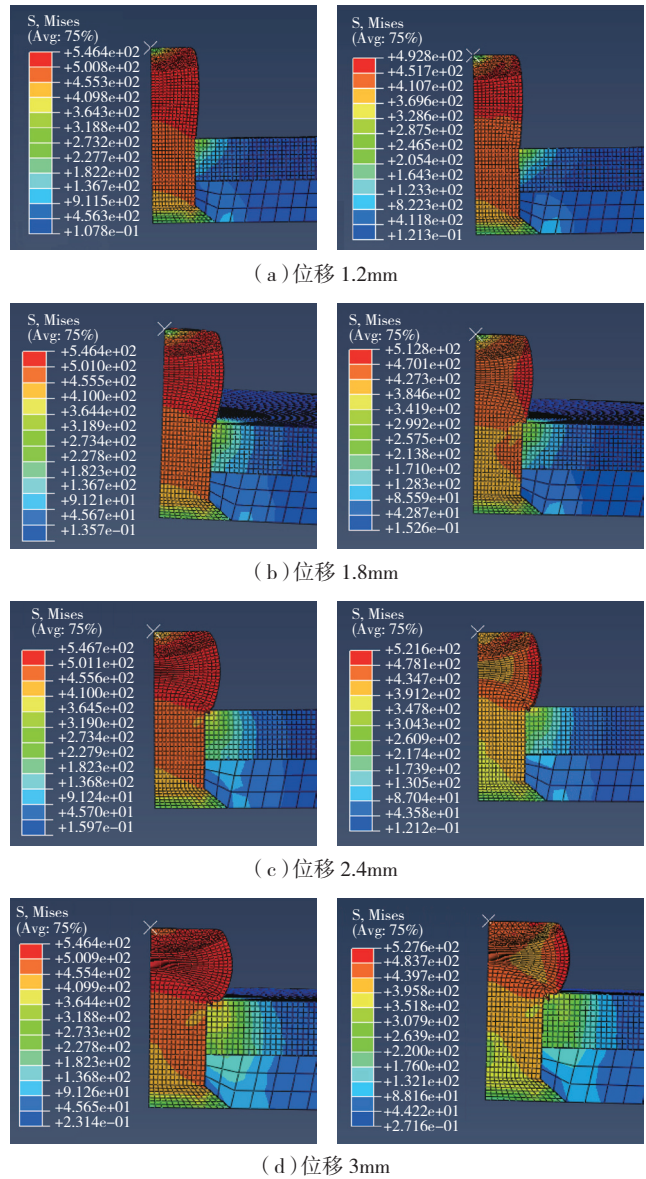 S, Mises
(Avg: 75%)
+5.464e+02
+5.008e+02
+4.553e+02
+4.098e+02
+3.643e+02
+3.188e+02
+2.732e+02
+2.277e+02
+1.822e+02
+1.367e+02
+9.115e+02
+4.563e+02
+1.078e-01
S, Mises
(Avg: 75%)
+4.928e+02
+4.517e+02
+4.107e+02
+3.696e+02
+3.286e+02
+2.875e+02
+2.465e+02
+2.054e+02
+1.643e+02
+1.233e+02
+8.223e+02
+4.118e+02
+1.213e-01
（a）位移 1.2mm
S, Mises
(Avg: 75%)
+5.464e+02
+5.010e+02
+4.555e+02
+4.100e+02
+3.644e+02
+3.189e+02
+2.734e+02
+2.278e+02
+1.823e+02
+1.367e+02
+9.121e+01
+4.567e+01
+1.357e-01
S, Mises
(Avg: 75%)
+5.128e+02
+4.701e+02
+4.273e+02
+3.846e+02
+3.419e+02
+2.992e+02
+2.575e+02
+2.138e+02
+1.710e+02
+1.283e+02
+8.559e+01
+4.287e+01
+1.526e-01
（b）位移 1.8mm
S, Mises
(Avg: 75%)
+5.467e+02
+5.011e+02
+4.556e+02
+4.100e+02
+3.645e+02
+3.190e+02
+2.734e+02
+2.279e+02
+1.823e+02
+1.368e+02
+9.124e+01
+4.570e+01
+1.597e-01
S, Mises
(Avg: 75%)
+5.216e+02
+4.781e+02
+4.347e+02
+3.912e+02
+3.478e+02
+3.043e+02
+2.609e+02
+2.174e+02
+1.739e+02
+1.305e+02
+8.704e+01
+4.358e+01
+1.212e-01
（c）位移 2.4mm
S, Mises
(Avg: 75%)
+5.464e+02
+5.009e+02
+4.554e+02
+4.099e+02
+3.644e+02
+3.188e+02
+2.733e+02
+2.278e+02
+1.823e+02
+1.368e+02
+9.126e+01
+4.565e+01
+2.314e-01
S, Mises
(Avg: 75%)
+5.276e+02
+4.837e+02
+4.397e+02
+3.958e+02
+3.518e+02
+3.079e+02
+2.639e+02
+2.200e+02
+1.760e+02
+1.321e+02
+8.816e+01
+4.422e+01
+2.716e-01
（d）位移 3mm